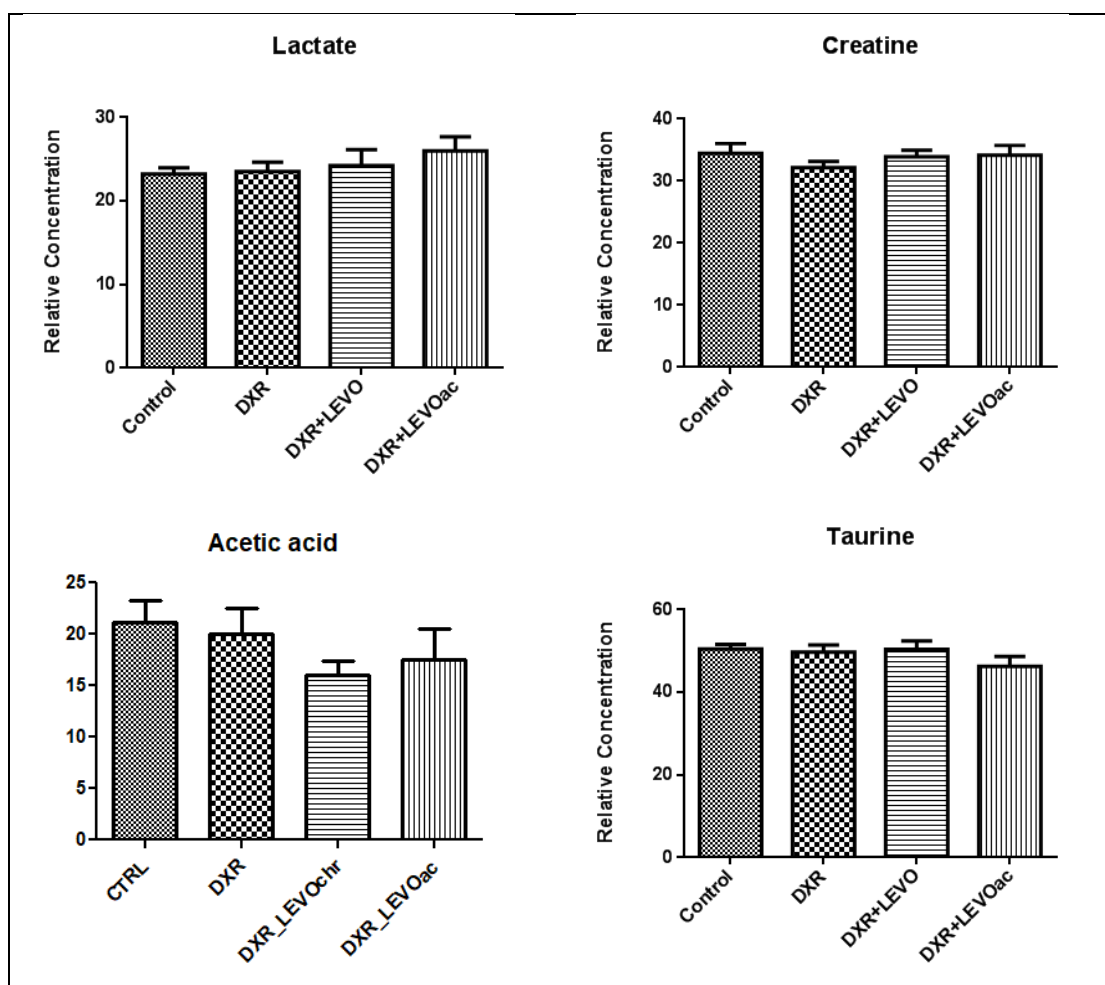 Lactate
Relative Concentration
30
20
10
0
Control
DXR
DXR+LEVO
DXR+LEVOac
Creatine
Relative Concentration
40
30
20
10
0
Control
DXR
DXR+LEVO
DXR+LEVOac
Acetic acid
25
20
15
10
5
0
CTRL
DXR
DXR_LEVOchr
DXR_LEVOac
Taurine
Relative Concentration
60
40
20
0
Control
DXR
DXR+LEVO
DXR+LEVOac